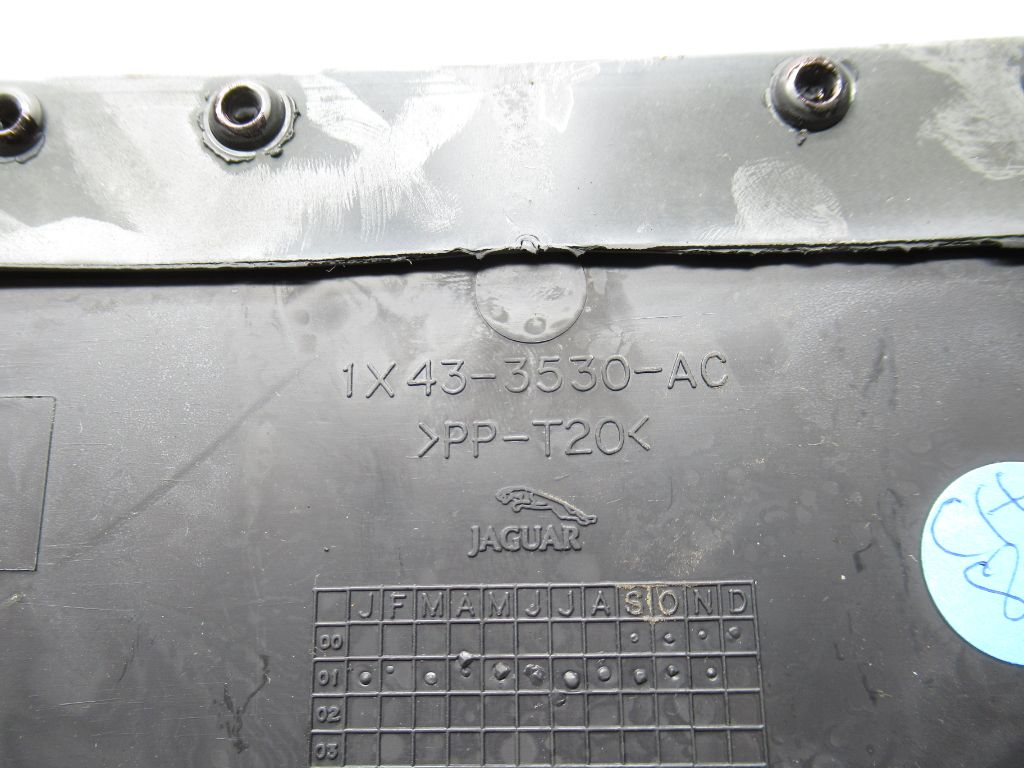 1X43-3530-AC
>PP-T20<
JAGUAR
J F M A M J J A S O N D
00
01
02
03